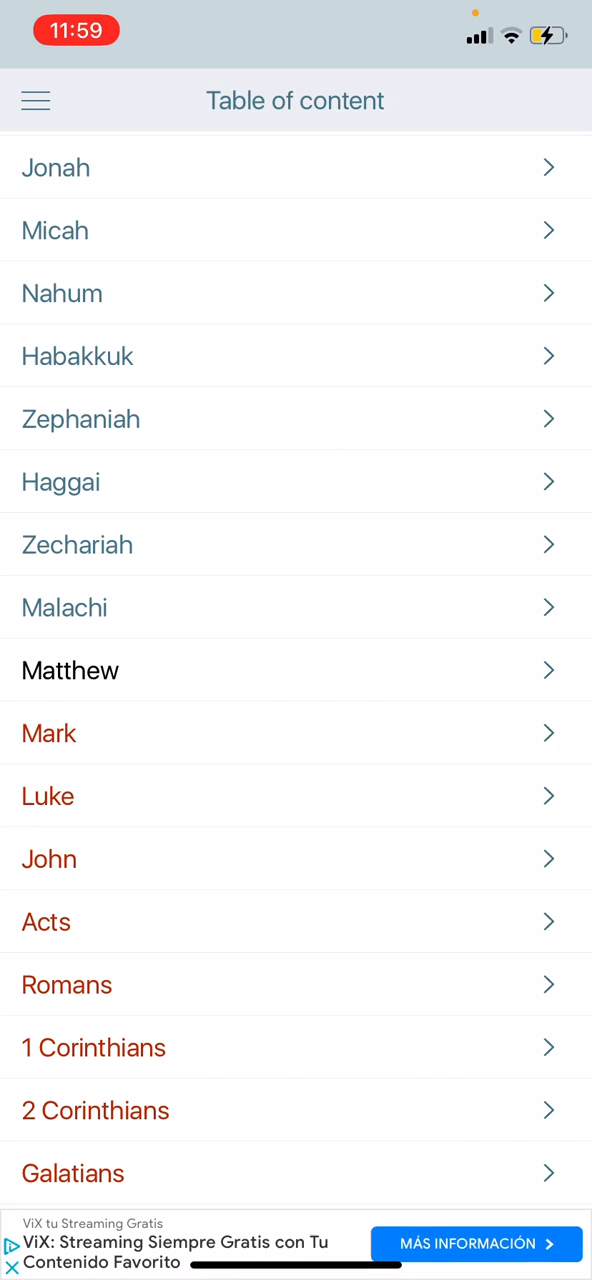 11:59
Table of content
Jonah
Micah
Nahum
Habakkuk
Zephaniah
Haggai
Zechariah
Malachi
Matthew
Mark
Luke
John
Acts
Romans
1 Corinthians
2 Corinthians
Galatians
ViX tu Streaming Gratis
ViX: Streaming Siempre Gratis con Tu
Contenido Favorito
MÁS INFORMACIÓN